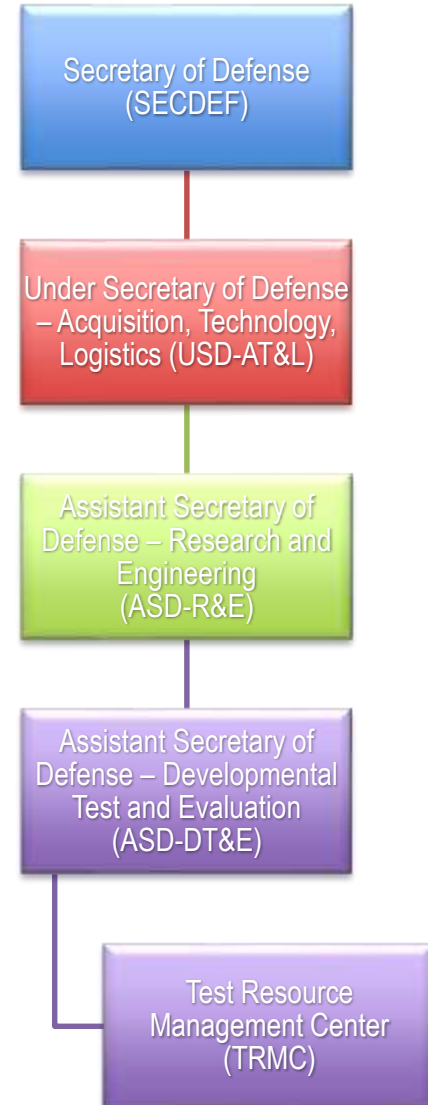 Secretary of Defense
(SECDEF)
Under Secretary of Defense
– Acquisition, Technology,
Logistics (USD-AT&L)
Assistant Secretary of
Defense – Research and
Engineering
(ASD-R&E)
Assistant Secretary of
Defense – Developmental
Test and Evaluation
(ASD-DT&E)
Test Resource
Management Center
(TRMC)